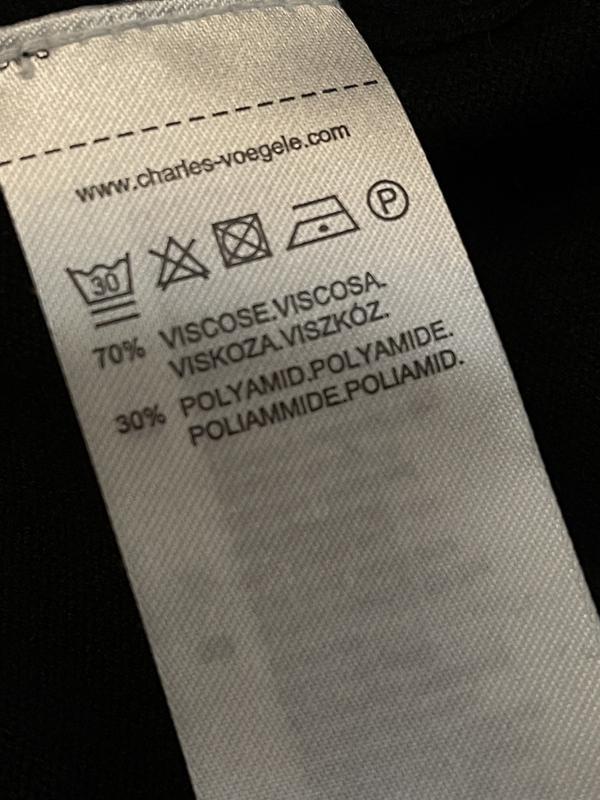 www.charles-voegele.com
30
P
70% VISCOSE.VISCOSA.
VISKOZA.VISZKÓZ.
30% POLYAMID.POLYAMIDE.
POLIAMMIDE.POLIAMID.